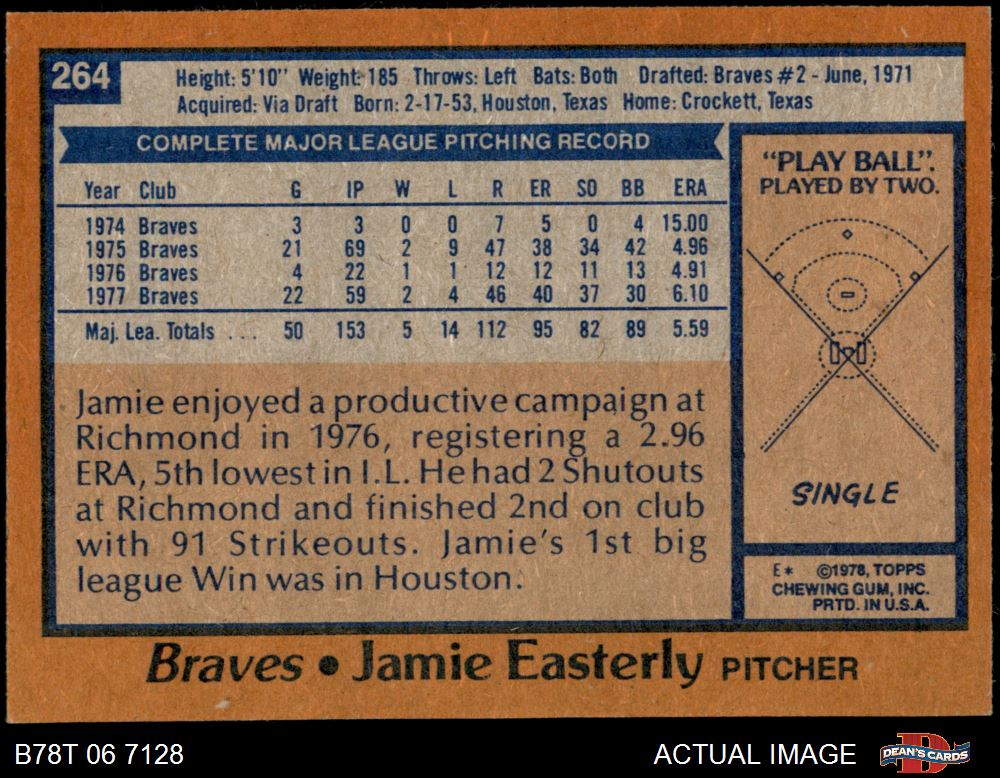 264
Height: 5'10" Weight: 185 Throws: Left Bats: Both Drafted: Braves #2 - June, 1971
Acquired: Via Draft Born: 2-17-53, Houston, Texas Home: Crockett, Texas
COMPLETE MAJOR LEAGUE PITCHING RECORD
Year Club G IP W L R ER SO BB ERA
1974 Braves 3 3 0 0 7 5 0 4 15.00
1975 Braves 21 69 2 9 47 38 34 42 4.96
1976 Braves 4 22 1 1 12 12 11 13 4.91
1977 Braves 22 59 2 4 46 40 37 30 6.10
Maj. Lea. Totals ... 50 153 5 14 112 95 82 89 5.59
Jamie enjoyed a productive campaign at
Richmond in 1976, registering a 2.96
ERA, 5th lowest in I.L. He had 2 Shutouts
at Richmond and finished 2nd on club
with 91 Strikeouts. Jamie's 1st big
league Win was in Houston.
"PLAY BALL".
PLAYED BY TWO.
SINGLE
E* ©1978, TOPPS
CHEWING GUM, INC.
PRTD. IN U.S.A.
Braves • Jamie Easterly PITCHER
B78T 06 7128
ACTUAL IMAGE
DEAN'S CARDS